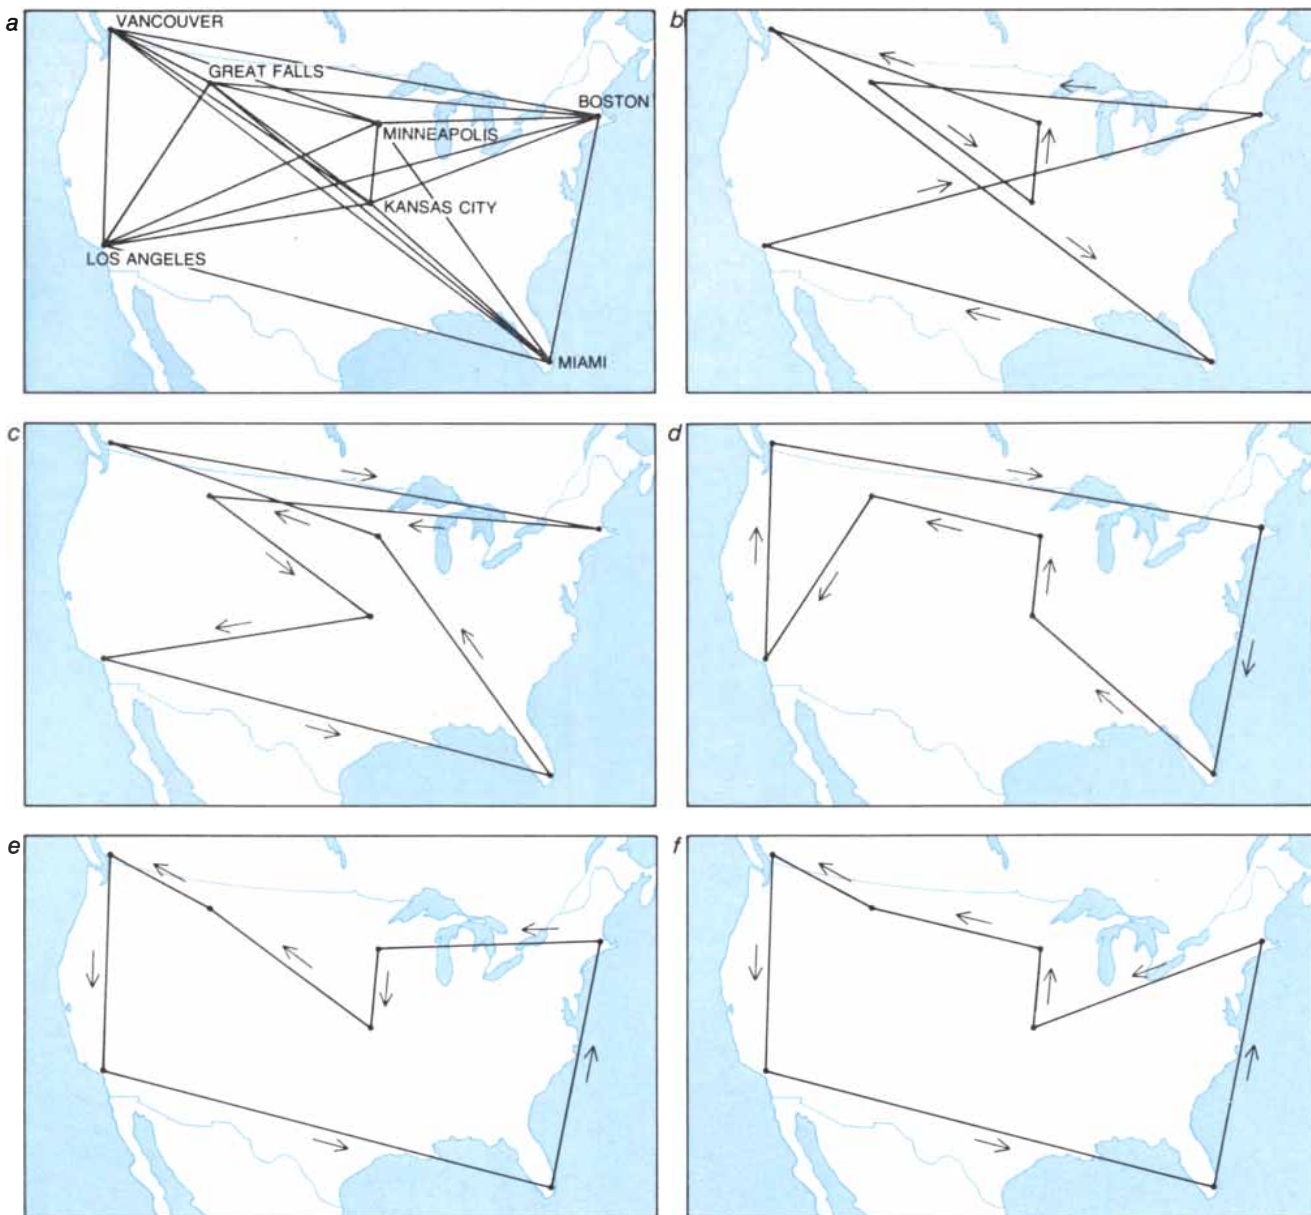 a
VANCOUVER
GREAT FALLS
BOSTON
MINNEAPOLIS
KANSAS CITY
LOS ANGELES
MIAMI
b
c
d
e
f